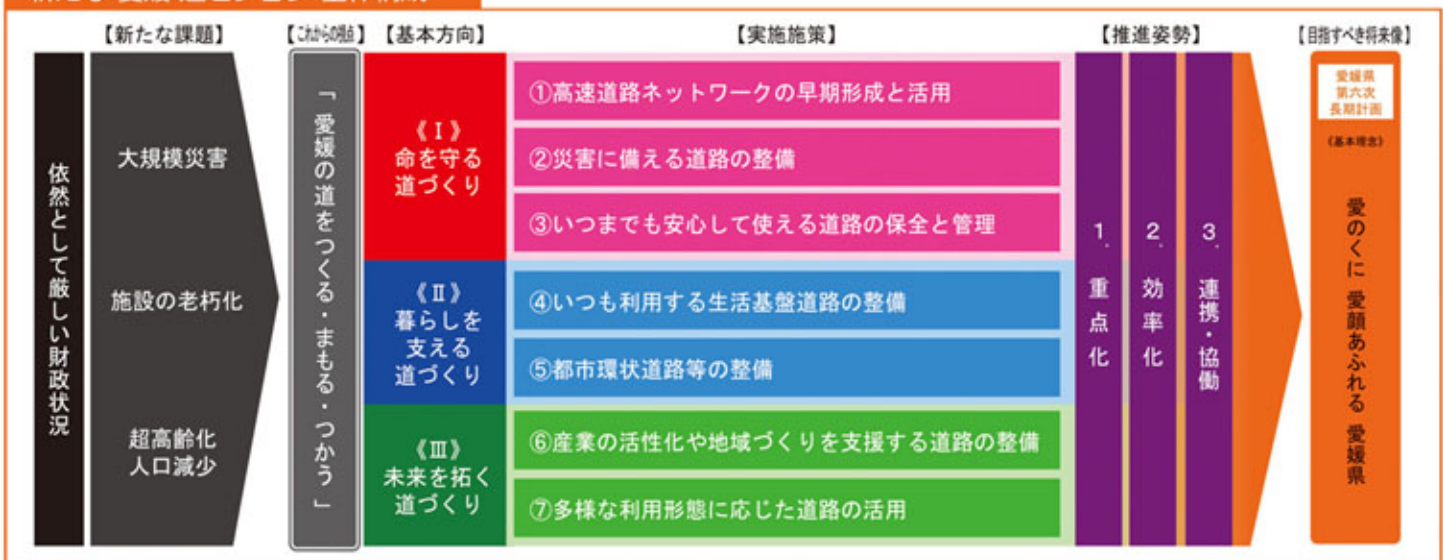 【新たな課題】
【これからの視点】
【基本方向】
【実施施策】
【推進姿勢】
【目指すべき将来像】
依然として厳しい財政状況
大規模災害
施設の老朽化
超高齢化
人口減少
「愛媛の道をつくる・まもる・つかう」
《Ⅰ》
命を守る
道づくり
①高速道路ネットワークの早期形成と活用
②災害に備える道路の整備
③いつまでも安心して使える道路の保全と管理
《Ⅱ》
暮らしを
支える
道づくり
④いつも利用する生活基盤道路の整備
⑤都市環状道路等の整備
《Ⅲ》
未来を拓く
道づくり
⑥産業の活性化や地域づくりを支援する道路の整備
⑦多様な利用形態に応じた道路の活用
1.重点化
2.効率化
3.連携・協働
愛媛県
第六次
長期計画
《基本理念》
愛のくに 愛顔あふれる 愛媛県